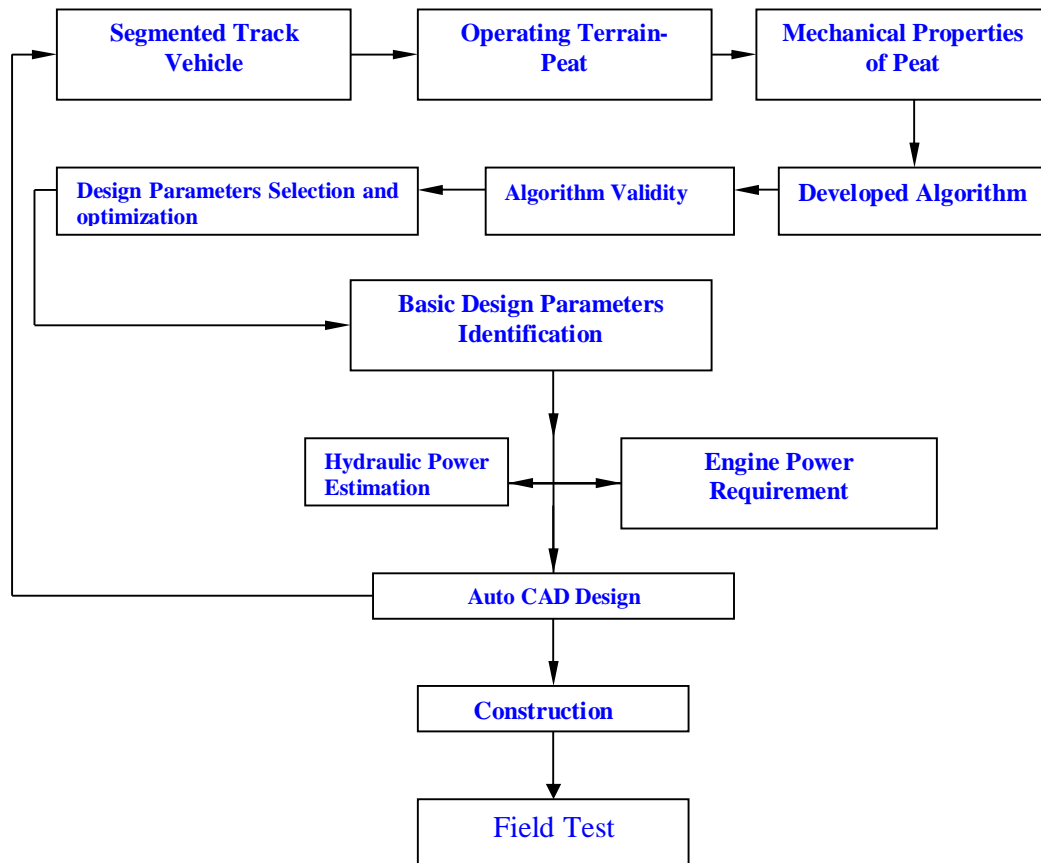 Segmented Track
Vehicle
Operating Terrain-
Peat
Mechanical Properties
of Peat
Design Parameters Selection and
optimization
Algorithm Validity
Developed Algorithm
Basic Design Parameters
Identification
Hydraulic Power
Estimation
Engine Power
Requirement
Auto CAD Design
Construction
Field Test